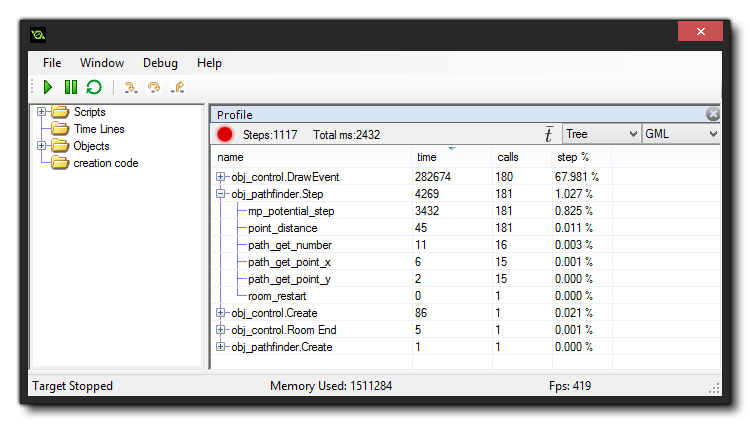 File Window Debug Help
Scripts
Time Lines
Objects
creation code
Profile
Steps:1117 Total ms:2432 t Tree GML
name time calls step %
obj_control.DrawEvent 282674 180 67.981 %
obj_pathfinder.Step 4269 181 1.027 %
mp_potential_step 3432 181 0.825 %
point_distance 45 181 0.011 %
path_get_number 11 16 0.003 %
path_get_point_x 6 15 0.001 %
path_get_point_y 2 15 0.000 %
room_restart 0 1 0.000 %
obj_control.Create 86 1 0.021 %
obj_control.Room End 5 1 0.001 %
obj_pathfinder.Create 1 1 0.000 %
Target Stopped Memory Used: 1511284 Fps: 419